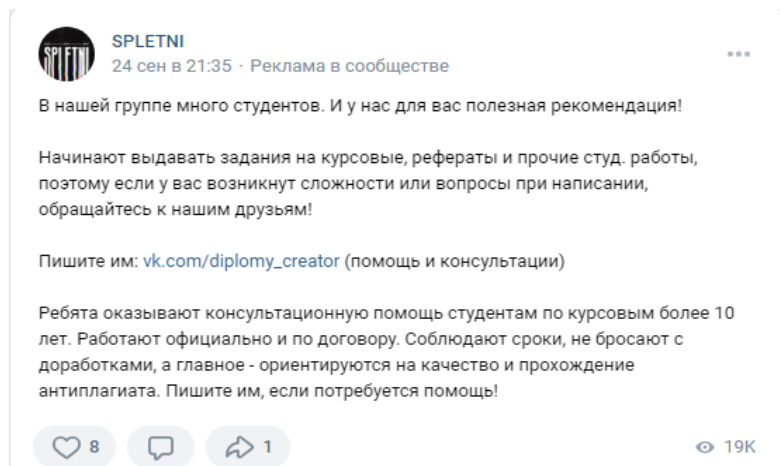 SPLETNI
SPLETNI
24 сен в 21:35 · Реклама в сообществе
В нашей группе много студентов. И у нас для вас полезная рекомендация!
Начинают выдавать задания на курсовые, рефераты и прочие студ. работы,
поэтому если у вас возникнут сложности или вопросы при написании,
обращайтесь к нашим друзьям!
Пишите им: vk.com/diplomy_creator (помощь и консультации)
Ребята оказывают консультационную помощь студентам по курсовым более 10
лет. Работают официально и по договору. Соблюдают сроки, не бросают с
доработками, а главное - ориентируются на качество и прохождение
антиплагиата. Пишите им, если потребуется помощь!
8
1
19K